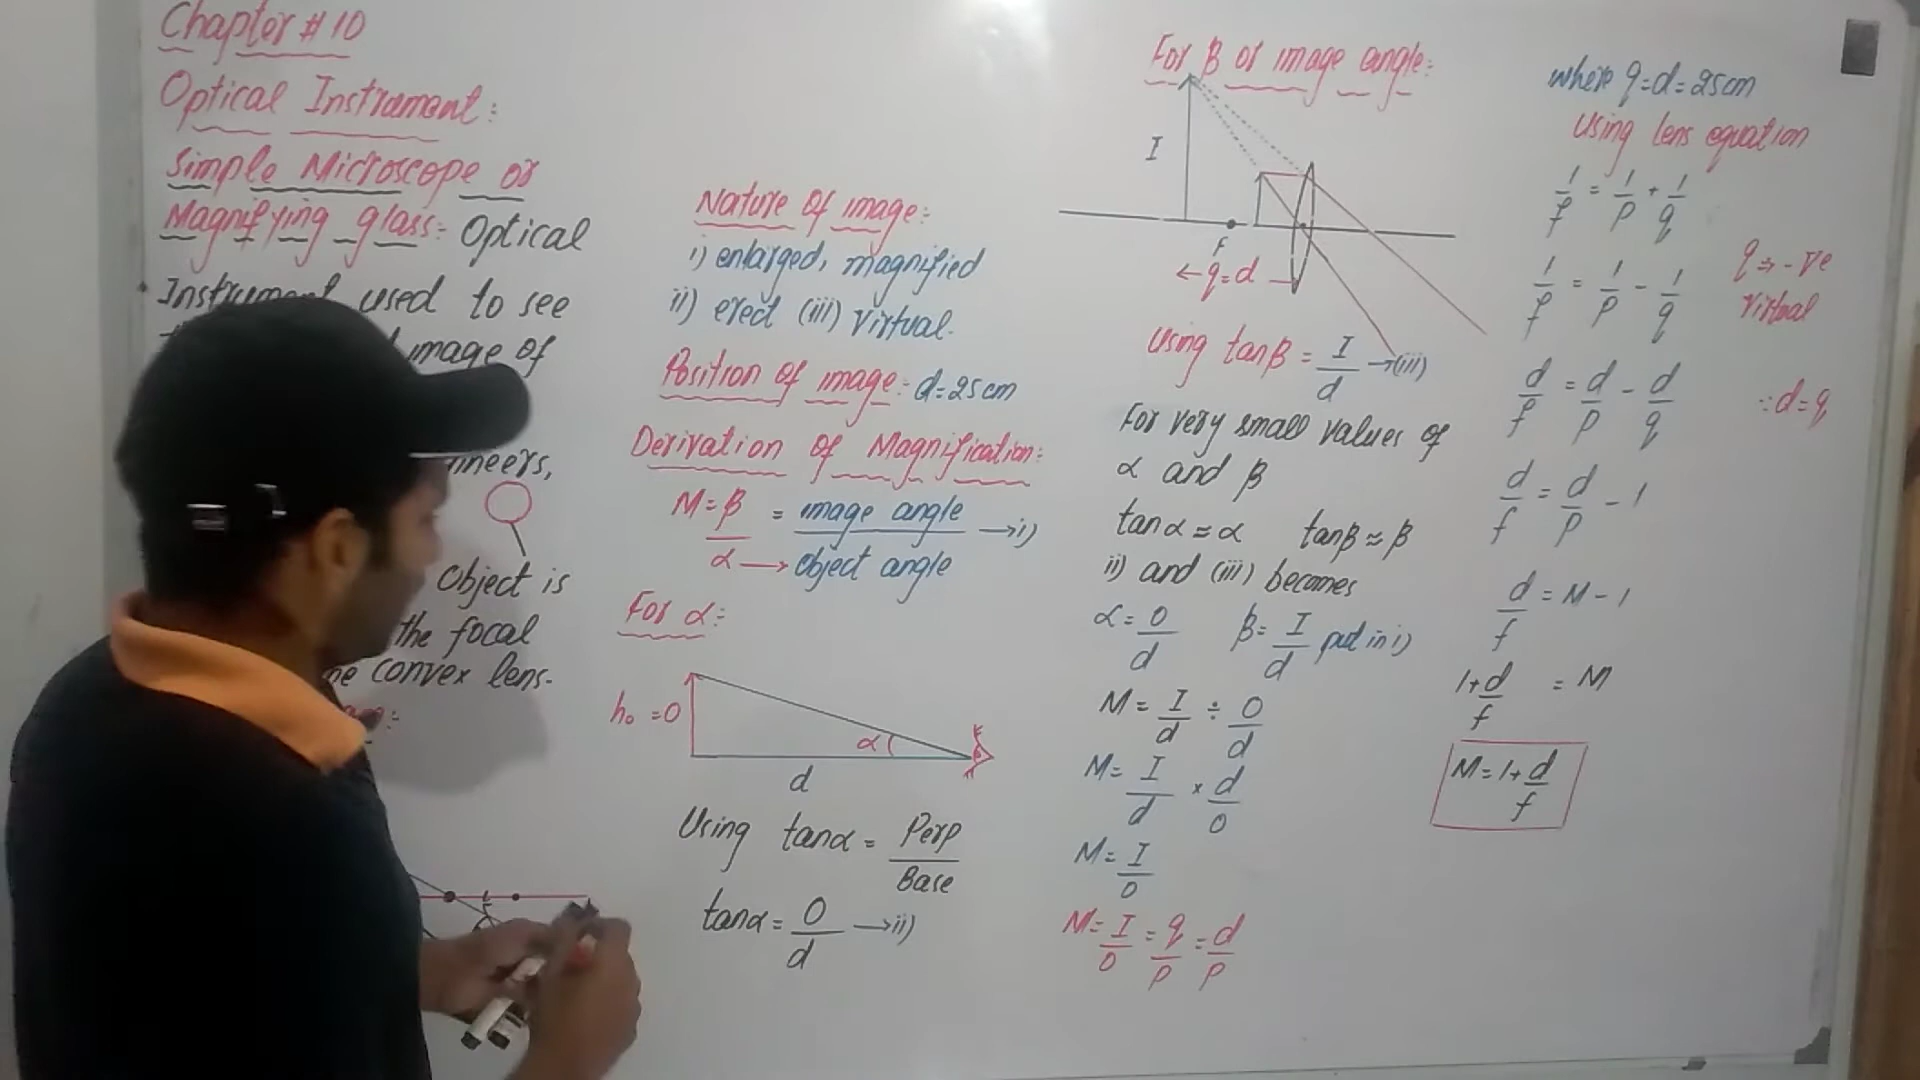 Chapter # 10
Optical Instrument:
Simple Microscope or
Magnifying glass: Optical
Instrument used to see
image of
ineers,
Object is
the focal
convex lens.
Nature of image:
i) enlarged, magnified
ii) erect (iii) virtual.
Position of image: d=25cm
Derivation of Magnification:
M = β/α = image angle/object angle → i)
For α:
ho = O
α
d
Using tanα = Perp/Base
tanα = O/d → ii)
For β or image angle:
I
F
← q=d
Using tanβ = I/d → (iii)
For very small values of
α and β
tanα ≈ α tanβ ≈ β
ii) and (iii) becomes
α = O/d β = I/d put in i)
M = I/d ÷ O/d
M = I/d × d/O
M = I/O
M = I/O = q/p = d/p
where q=d=25cm
Using lens equation
1/f = 1/p + 1/q
1/f = 1/p - 1/q q ⇒ -ve
virtual
d/f = d/p - d/q ∵ d=q
d/f = d/p - 1
d/f = M - 1
1+d/f = M
M = 1+d/f